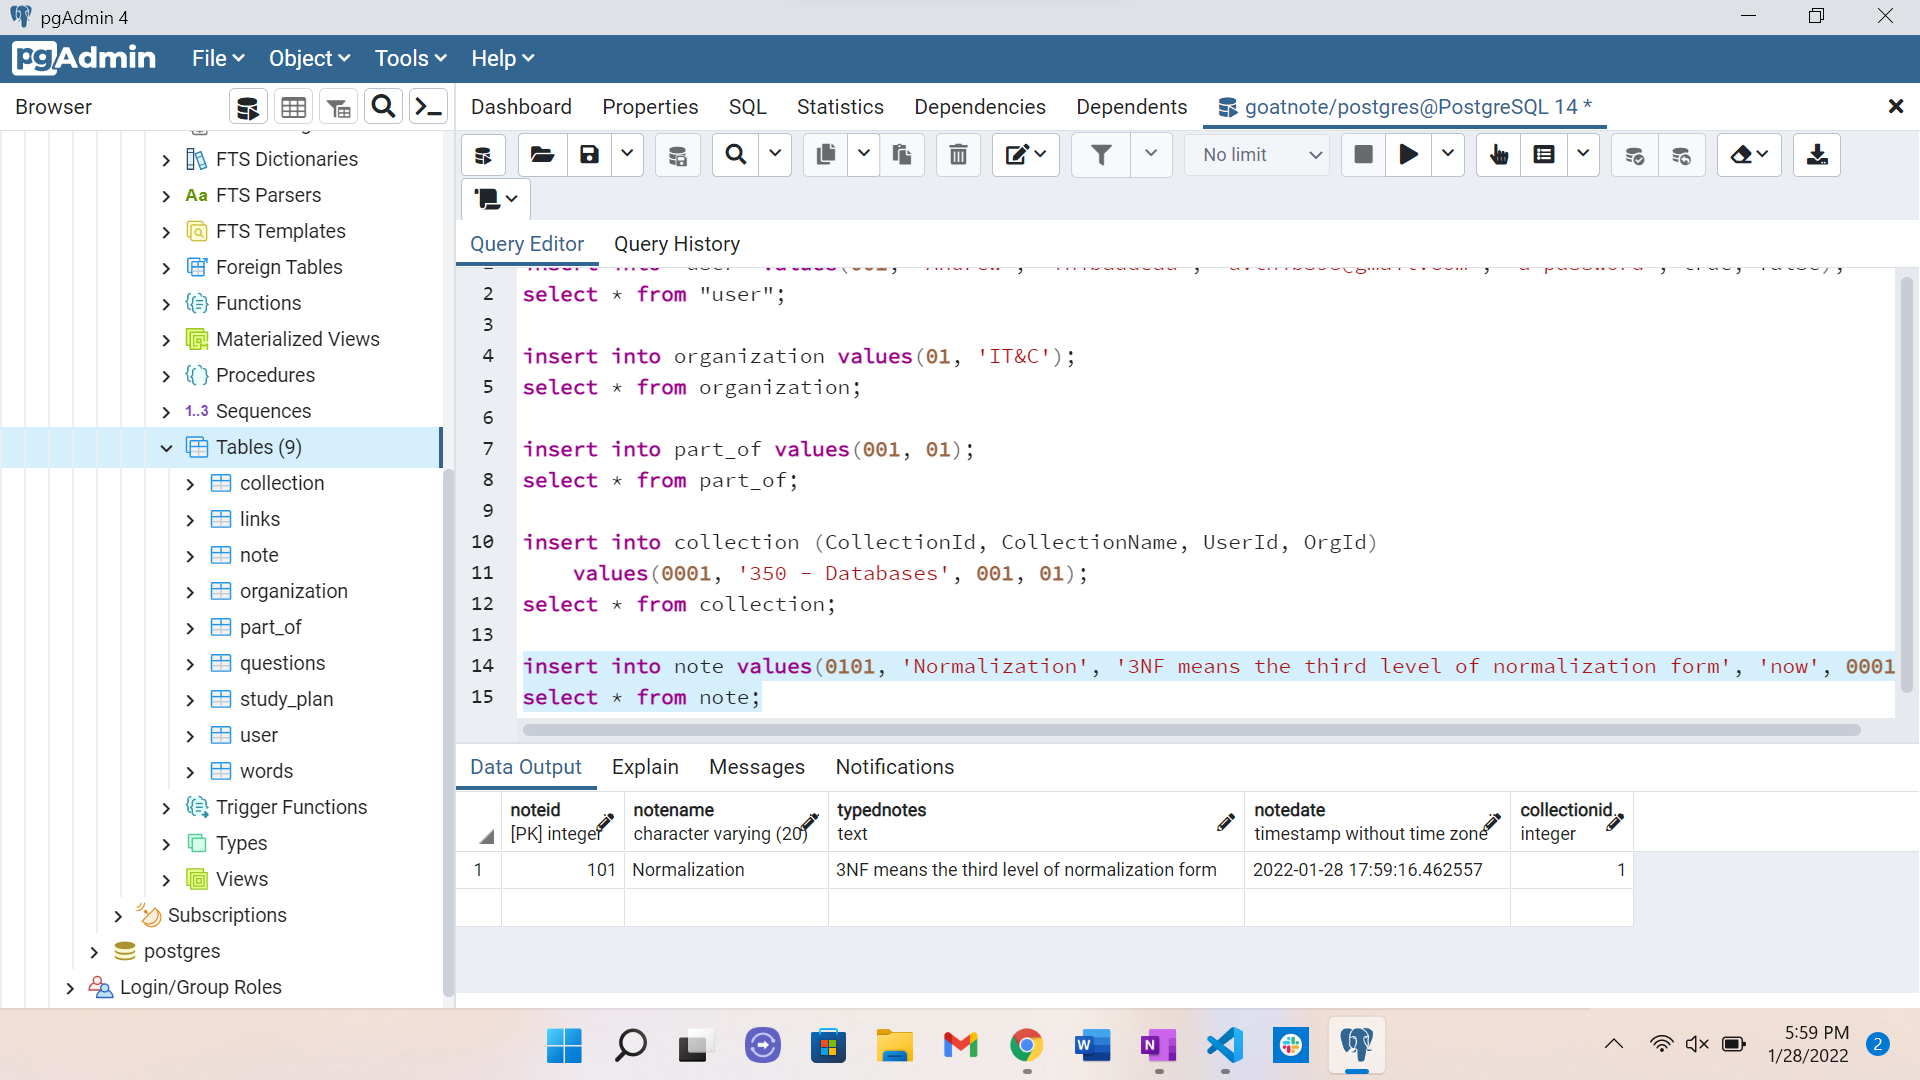 pgAdmin 4
pgAdmin File Object Tools Help
Browser
Dashboard Properties SQL Statistics Dependencies Dependents goatnote/postgres@PostgreSQL 14 *
FTS Dictionaries
Aa FTS Parsers
FTS Templates
Foreign Tables
Functions
Materialized Views
Procedures
1..3 Sequences
Tables (9)
collection
links
note
organization
part_of
questions
study_plan
user
words
Trigger Functions
Types
Views
Subscriptions
postgres
Login/Group Roles
No limit
Query Editor Query History
2 select * from "user";
3
4 insert into organization values(01, 'IT&C');
5 select * from organization;
6
7 insert into part_of values(001, 01);
8 select * from part_of;
9
10 insert into collection (CollectionId, CollectionName, UserId, OrgId)
11 values(0001, '350 - Databases', 001, 01);
12 select * from collection;
13
14 insert into note values(0101, 'Normalization', '3NF means the third level of normalization form', 'now', 0001
15 select * from note;
Data Output Explain Messages Notifications
noteid notename typednotes notedate collectionid
[PK] integer character varying (20) text timestamp without time zone integer
1 101 Normalization 3NF means the third level of normalization form 2022-01-28 17:59:16.462557 1
5:59 PM
1/28/2022
2